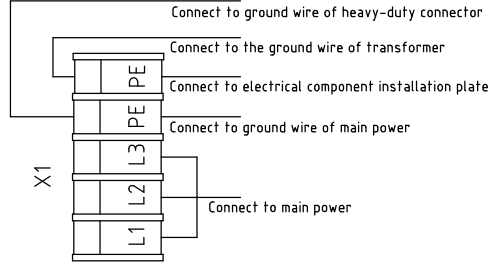 Connect to ground wire of heavy-duty connector
Connect to the ground wire of transformer
PE
Connect to electrical component installation plate
PE
Connect to ground wire of main power
L3
X1
L2
Connect to main power
L1